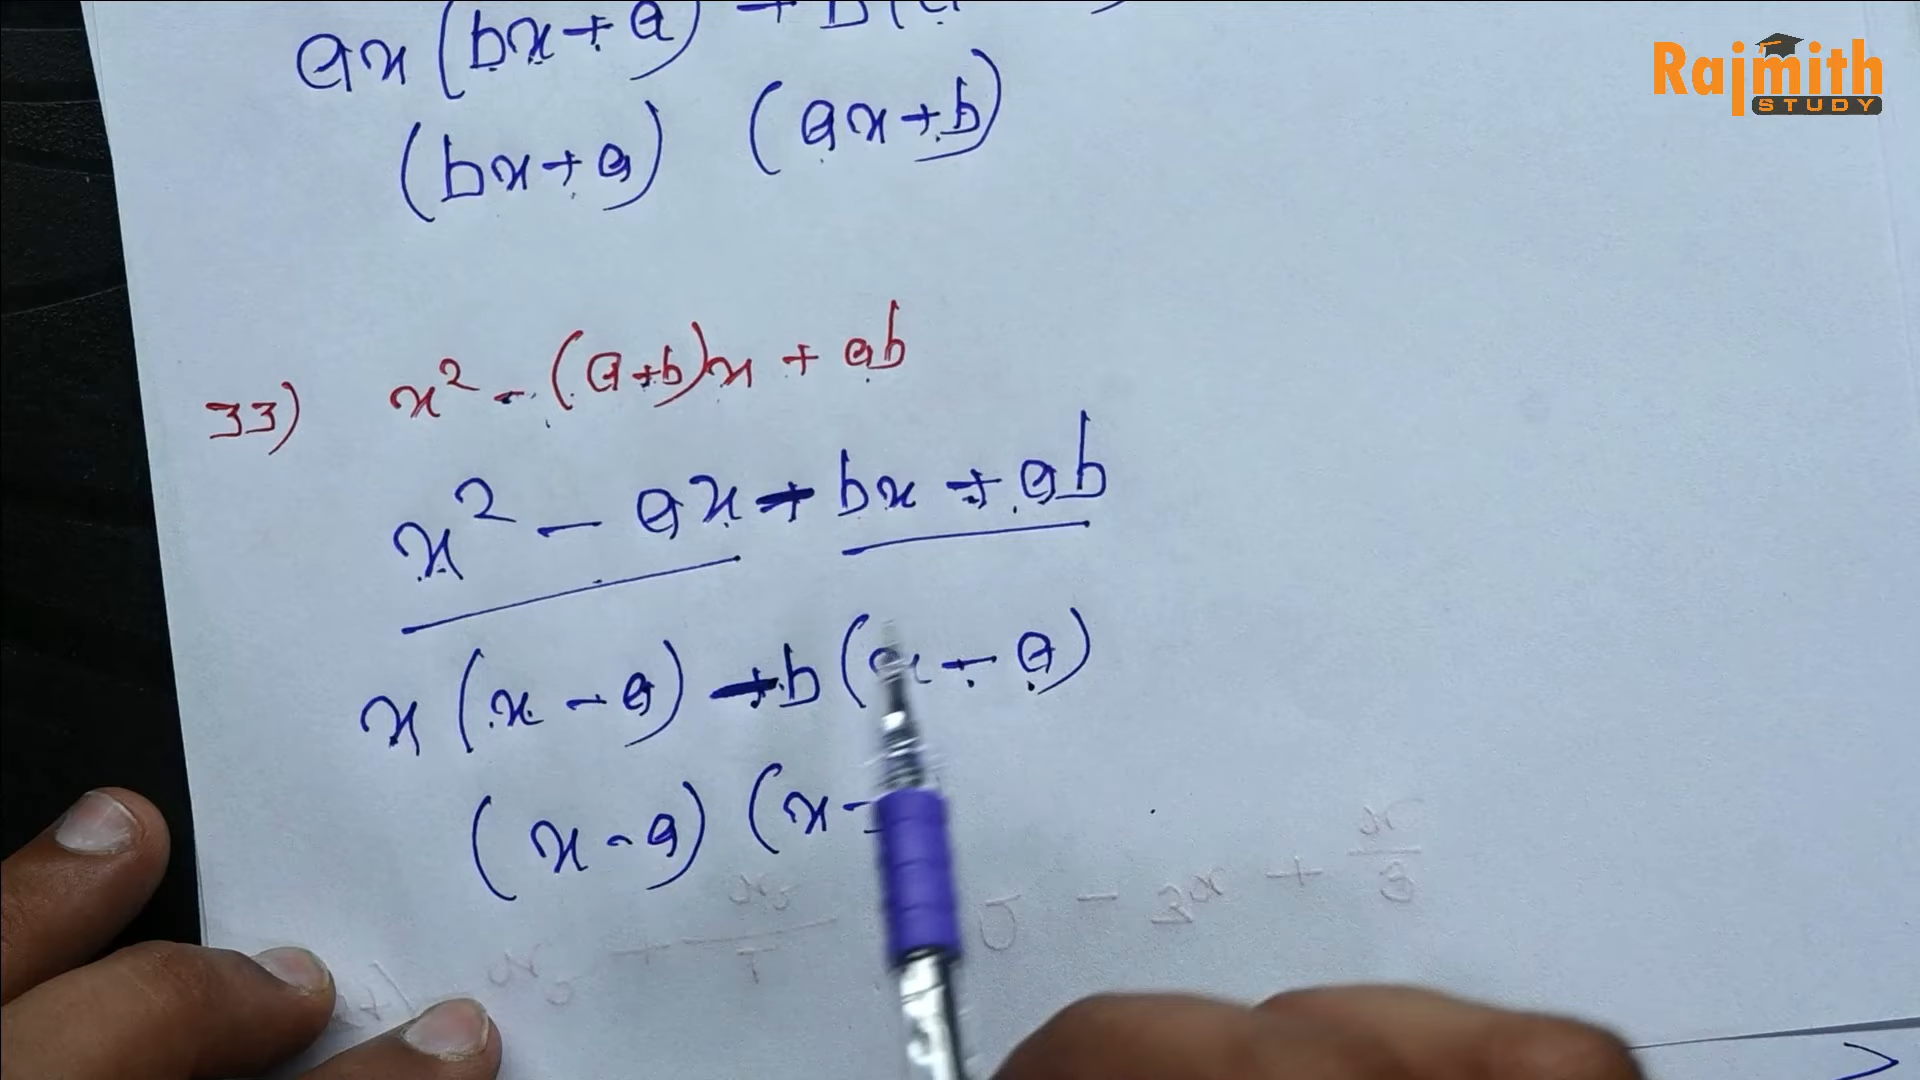 Rajmith
STUDY
ax(bx+a) + b(
(bx+a) (ax+b)
33) x² - (a+b)x + ab
x² - ax - bx + ab
x(x - a) - b(x - a)
(x - a) (x -